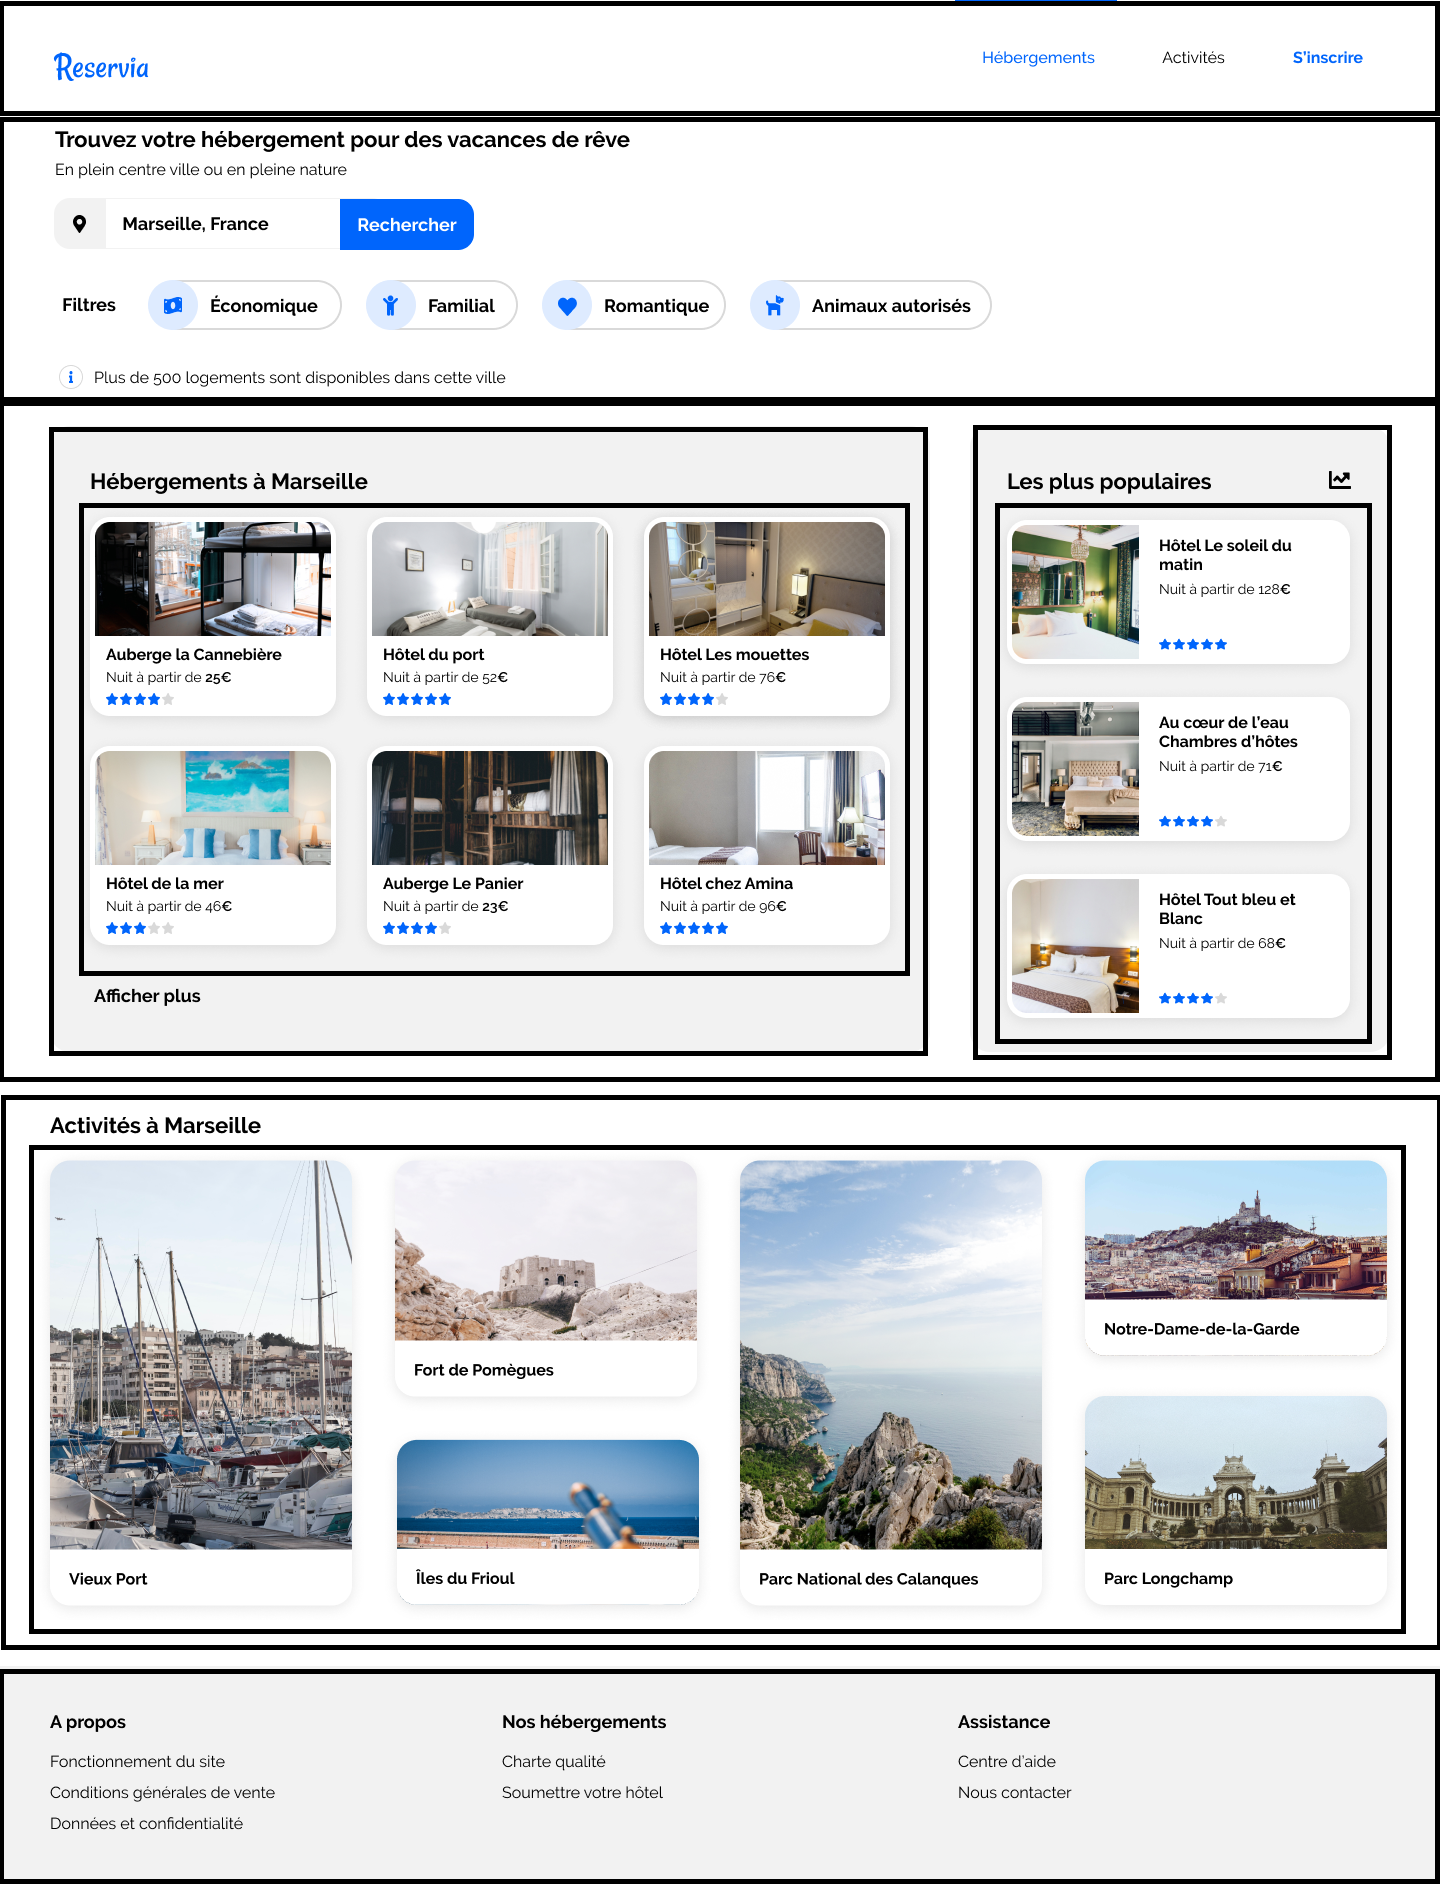 Reservia
Hébergements
Activités
S'inscrire
Trouvez votre hébergement pour des vacances de rêve
En plein centre ville ou en pleine nature
Marseille, France
Rechercher
Filtres
Économique
Familial
Romantique
Animaux autorisés
Plus de 500 logements sont disponibles dans cette ville
Hébergements à Marseille
Auberge la Cannebière
Nuit à partir de 25€
Hôtel du port
Nuit à partir de 52€
Hôtel Les mouettes
Nuit à partir de 76€
Hôtel de la mer
Nuit à partir de 46€
Auberge Le Panier
Nuit à partir de 23€
Hôtel chez Amina
Nuit à partir de 96€
Afficher plus
Les plus populaires
Hôtel Le soleil du
matin
Nuit à partir de 128€
Au cœur de l'eau
Chambres d'hôtes
Nuit à partir de 71€
Hôtel Tout bleu et
Blanc
Nuit à partir de 68€
Activités à Marseille
Vieux Port
Fort de Pomègues
Îles du Frioul
Parc National des Calanques
Notre-Dame-de-la-Garde
Parc Longchamp
A propos
Fonctionnement du site
Conditions générales de vente
Données et confidentialité
Nos hébergements
Charte qualité
Soumettre votre hôtel
Assistance
Centre d'aide
Nous contacter